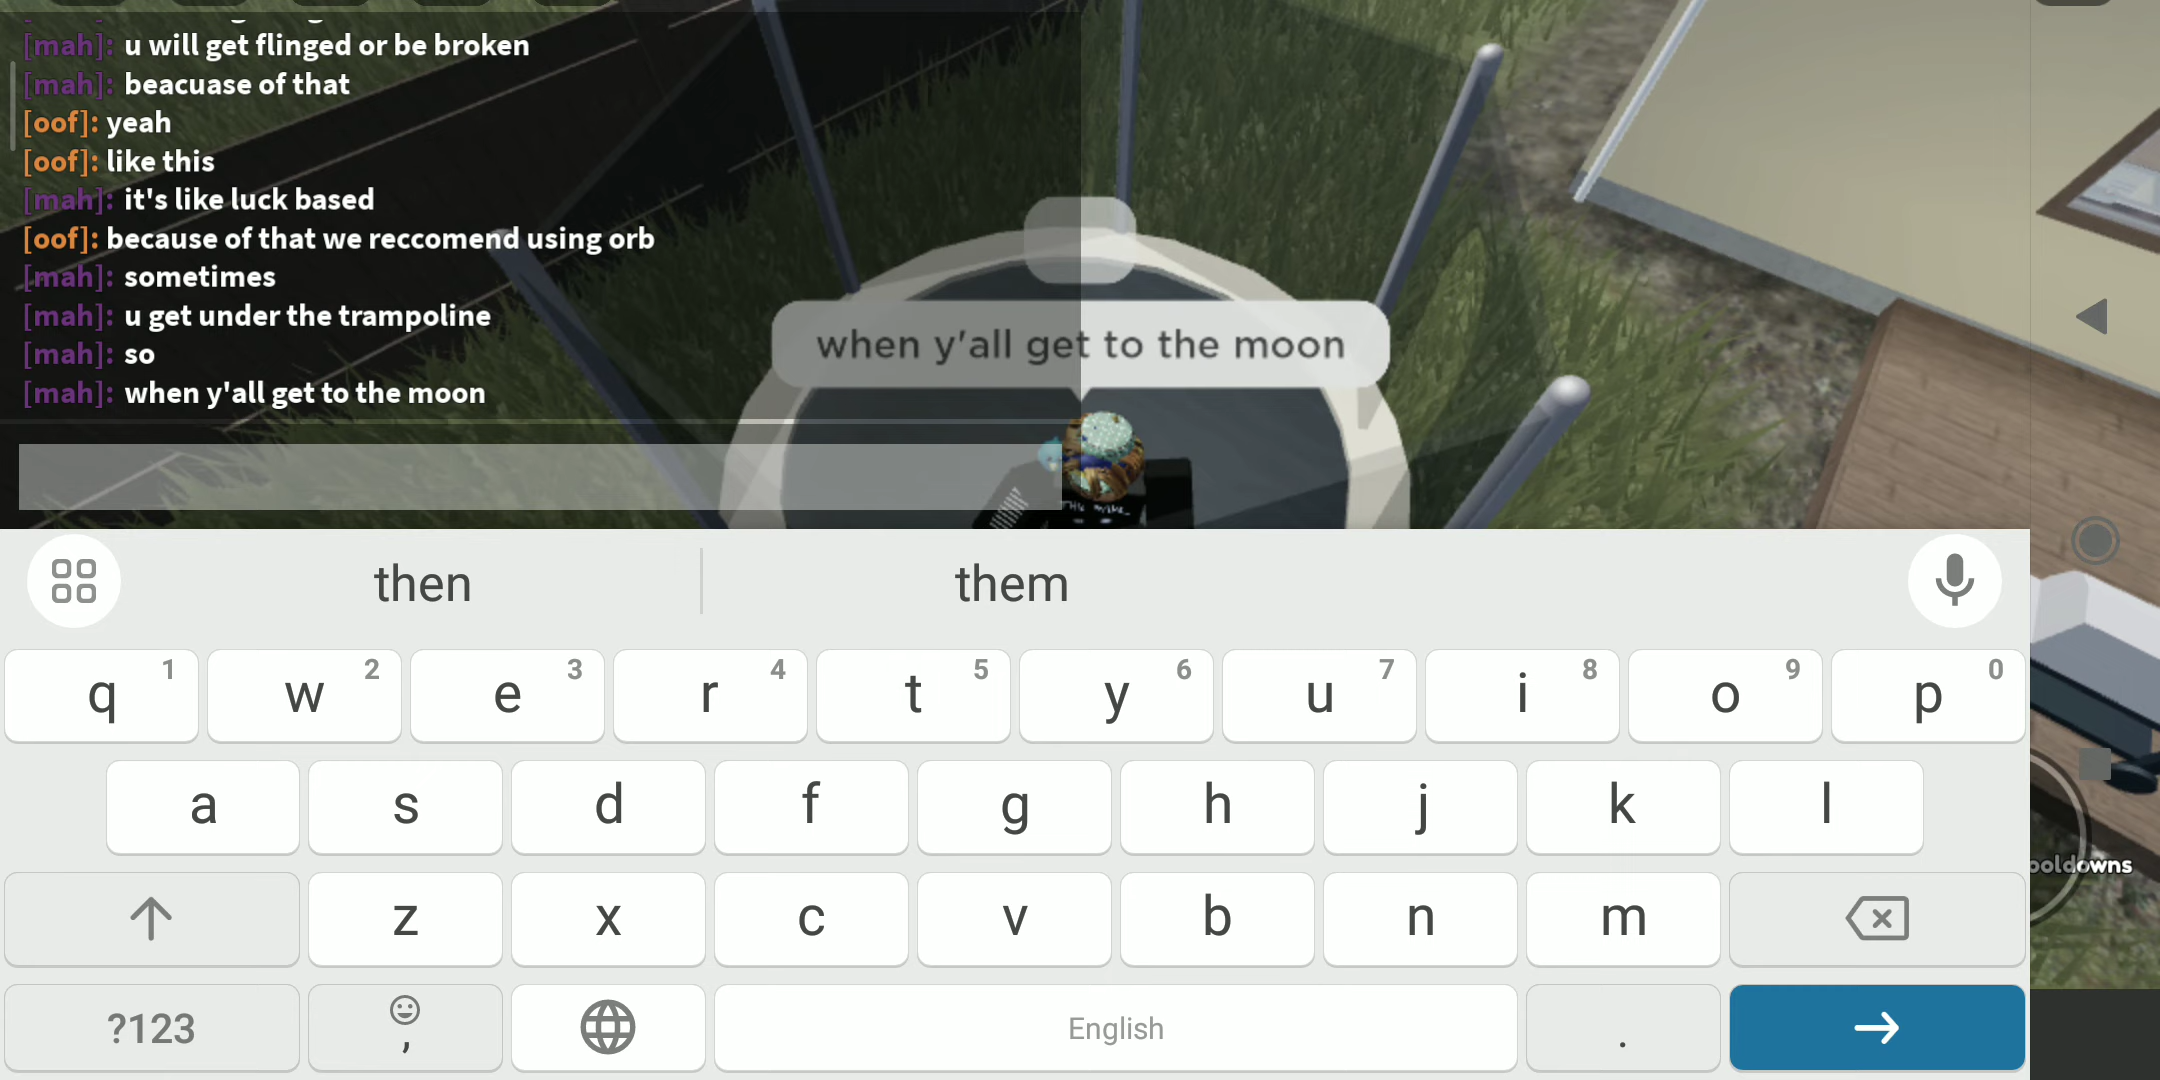 [mah]: u will get flinged or be broken
[mah]: beacuase of that
[oof]: yeah
[oof]: like this
[mah]: it's like luck based
[oof]: because of that we reccomend using orb
[mah]: sometimes
[mah]: u get under the trampoline
[mah]: so
[mah]: when y'all get to the moon
when y'all get to the moon
then them
q 1 w 2 e 3 r 4 t 5 y 6 u 7 i 8 o 9 p 0
a s d f g h j k l
z x c v b n m
?123 , English .